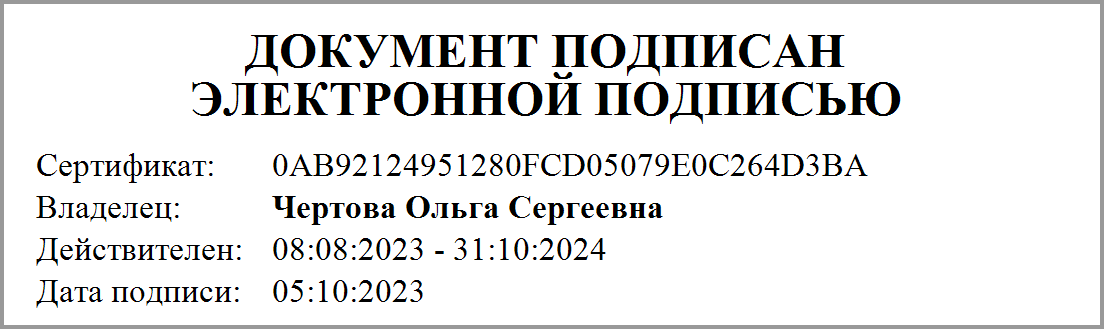 ДОКУМЕНТ ПОДПИСАН
ЭЛЕКТРОННОЙ ПОДПИСЬЮ
Сертификат: 0AB92124951280FCD05079E0C264D3BA
Владелец: Чертова Ольга Сергеевна
Действителен: 08:08:2023 - 31:10:2024
Дата подписи: 05:10:2023